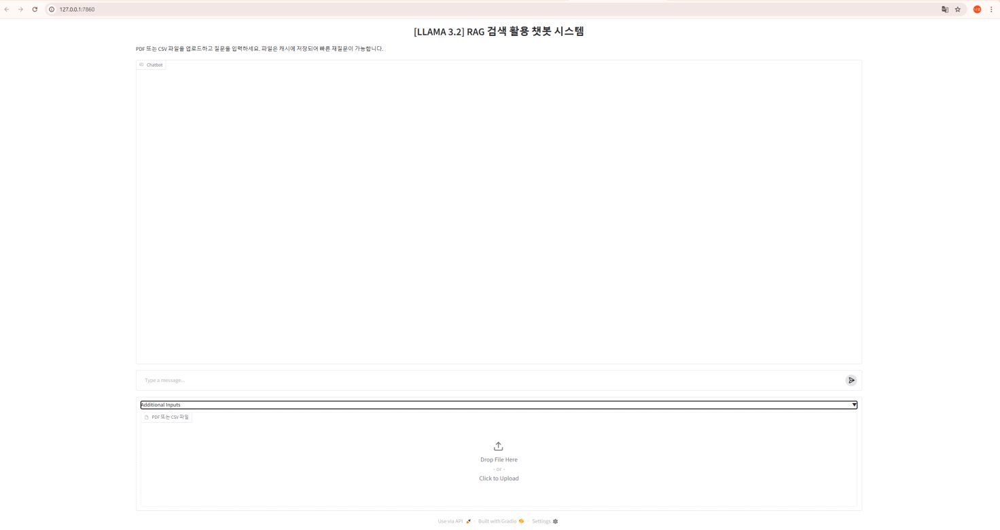 127.0.0.1:7860
[LLAMA 3.2] RAG 검색 활용 챗봇 시스템
PDF 또는 CSV 파일을 업로드하고 질문을 입력하세요. 파일은 캐시에 저장되어 빠른 재질문이 가능합니다.
Chatbot
Type a message...
Additional Inputs
PDF 또는 CSV 파일
Drop File Here
- or -
Click to Upload
Use via API · Built with Gradio · Settings